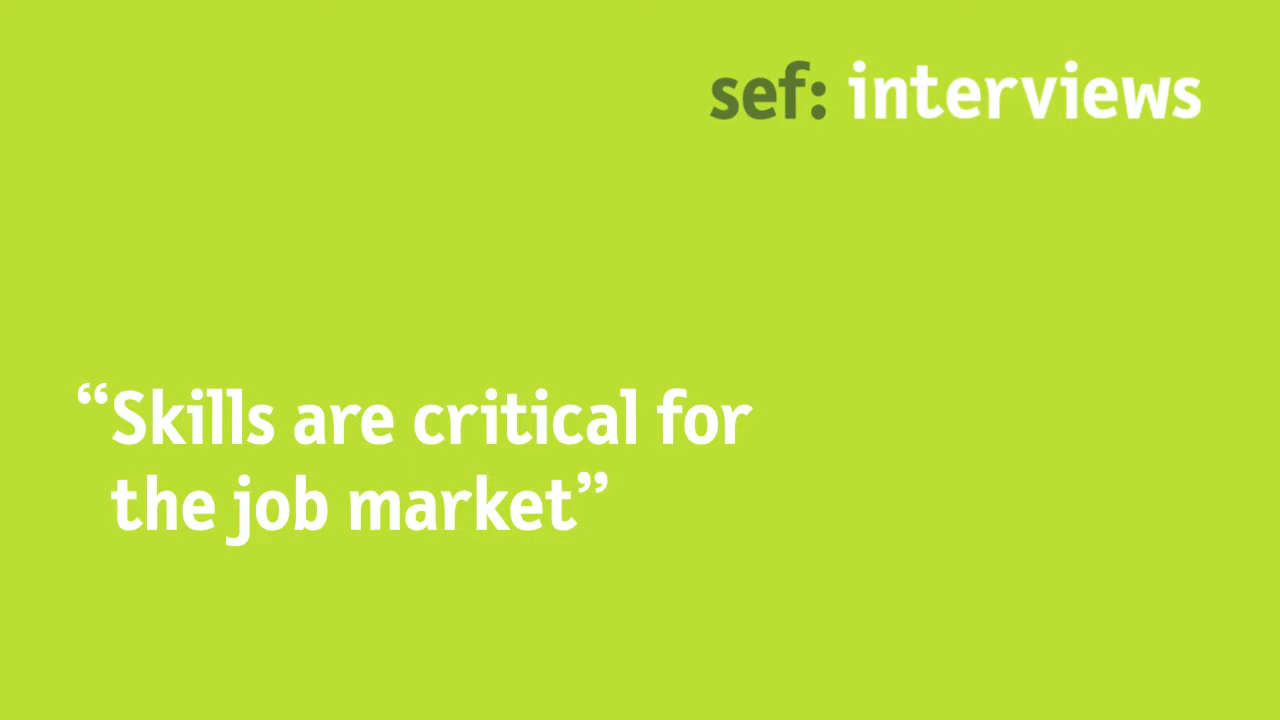 sef: interviews
“Skills are critical for
the job market”